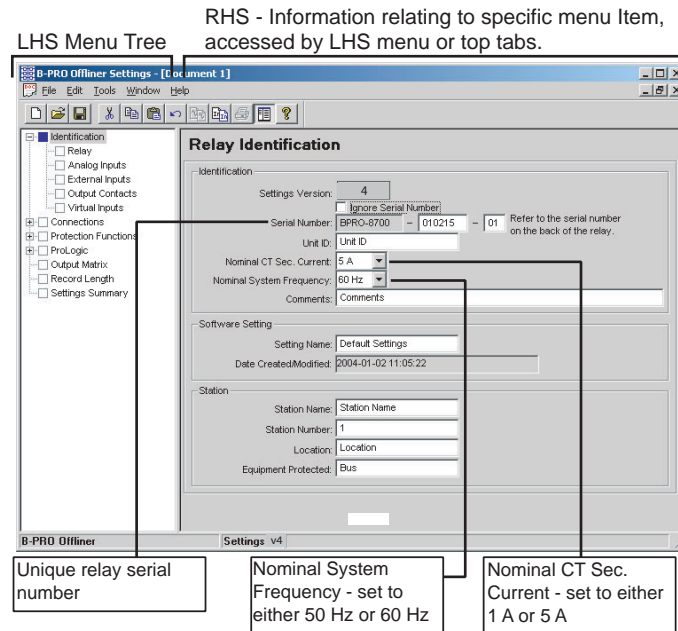 RHS - Information relating to specific menu Item,
LHS Menu Tree
accessed by LHS menu or top tabs.
B-PRO Offliner Settings - [Document 1]
File Edit Tools Window Help
Identification
Relay
Analog Inputs
External Inputs
Output Contacts
Virtual Inputs
Connections
Protection Functions
ProLogic
Output Matrix
Record Length
Settings Summary
Relay Identification
Identification
Settings Version: 4
Ignore Serial Number
Serial Number: BPRO-8700 - 010215 - 01 Refer to the serial number
on the back of the relay.
Unit ID: Unit ID
Nominal CT Sec. Current: 5 A
Nominal System Frequency: 60 Hz
Comments: Comments
Software Setting
Setting Name: Default Settings
Date Created/Modified: 2004-01-02 11:05:22
Station
Station Name: Station Name
Station Number: 1
Location: Location
Equipment Protected: Bus
B-PRO Offliner Settings v4
Unique relay serial
number
Nominal System
Frequency - set to
either 50 Hz or 60 Hz
Nominal CT Sec.
Current - set to either
1 A or 5 A